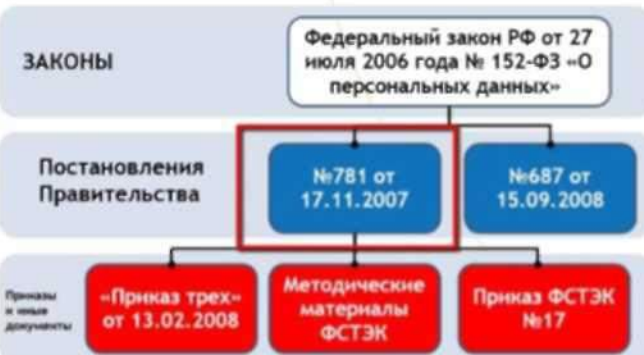 ЗАКОНЫ
Федеральный закон РФ от 27
июля 2006 года № 152-ФЗ «О
персональных данных»
Постановления
Правительства
№781 от
17.11.2007
№687 от
15.09.2008
Приказы
и иные
документы
«Приказ трех»
от 13.02.2008
Методические
материалы
ФСТЭК
Приказ ФСТЭК
№17